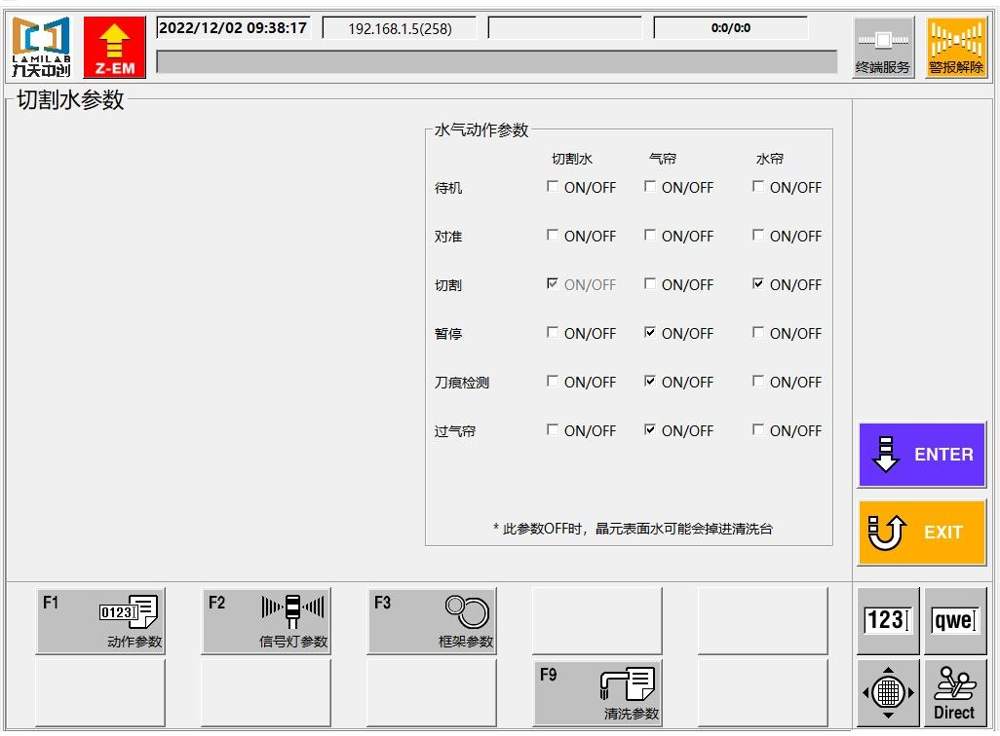 LAMILAB
九天中创
Z-EM
2022/12/02 09:38:17
192.168.1.5(258)
0:0/0:0
终端服务
警报解除
切割水参数
水气动作参数
切割水 气帘 水帘
待机 ON/OFF ON/OFF ON/OFF
对准 ON/OFF ON/OFF ON/OFF
切割 ON/OFF ON/OFF ON/OFF
暂停 ON/OFF ON/OFF ON/OFF
刀痕检测 ON/OFF ON/OFF ON/OFF
过气帘 ON/OFF ON/OFF ON/OFF
* 此参数OFF时，晶元表面水可能会掉进清洗台
ENTER
EXIT
F1 0123 动作参数
F2 信号灯参数
F3 框架参数
123
qwe
F9 清洗参数
Direct